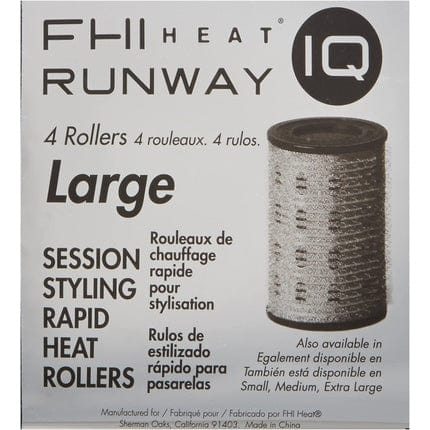 FHI HEAT®
RUNWAY
IQ
4 Rollers 4 rouleaux. 4 rulos.
Large
SESSION
STYLING
RAPID
HEAT
ROLLERS
Rouleaux de
chauffage
rapide
pour
stylisation
Rulos de
estilizado
rápido para
pasarelas
Also available in
Egalement disponible en
También está disponible en
Small, Medium, Extra Large
Manufactured for / Fabriqué pour / Fabricado por FHI Heat®
Sherman Oaks, California 91403. Made in China